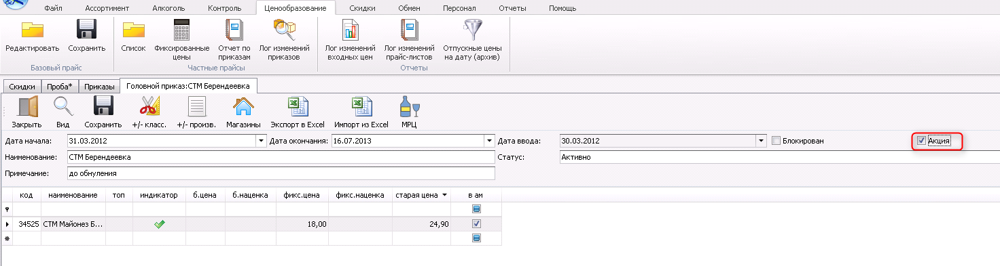 Файл Ассортимент Алкоголь Контроль Ценообразование Скидки Обмен Персонал Отчеты Помощь
Редактировать Сохранить Список Фиксированные цены Отчет по приказам Лог изменений приказов Лог изменений входных цен Лог изменений прайс-листов Отпускные цены на дату (архив)
Базовый прайс Частные прайсы Отчеты
Скидки Проба* Приказы Головной приказ:СТМ Берендеевка
Закрыть Вид Сохранить +/- класс. +/- произв. Магазины Экспорт в Excel Импорт из Excel МРЦ
Дата начала: 31.03.2012 Дата окончания: 16.07.2013 Дата ввода: 30.03.2012 Блокирован Акция
Наименование: СТМ Берендеевка Статус: Активно
Примечание: до обнуления
код наименование топ индикатор б.цена б.наценка фикс.цена фикс.наценка старая цена в ам
34525 СТМ Майонез Б... 18,00 24,90